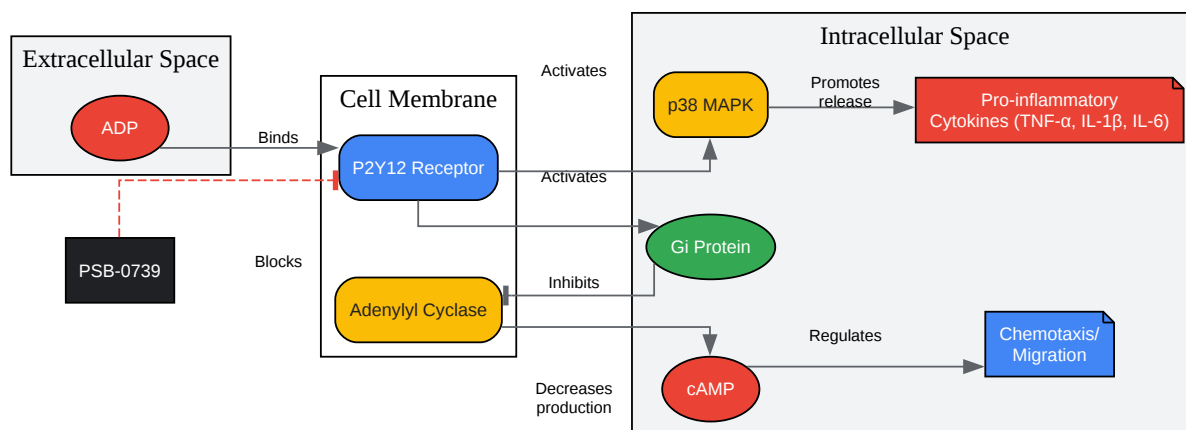 Extracellular Space
ADP
Binds
PSB-0739
Blocks
Cell Membrane
P2Y12 Receptor
Adenylyl Cyclase
Activates
Activates
Inhibits
Decreases
production
Intracellular Space
p38 MAPK
Promotes
release
Pro-inflammatory
Cytokines (TNF-α, IL-1β, IL-6)
Gi Protein
cAMP
Regulates
Chemotaxis/
Migration